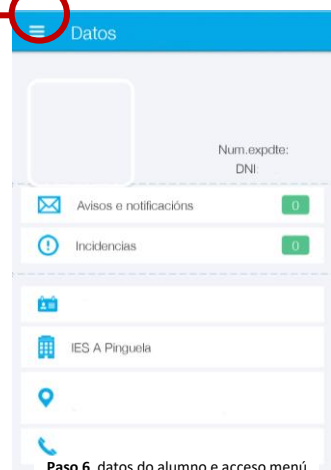 Datos
Num.expdte:
DNI:
Avisos e notificacións 0
Incidencias 0
IES A Pinguela
Paso 6. datos do alumno e acceso menú